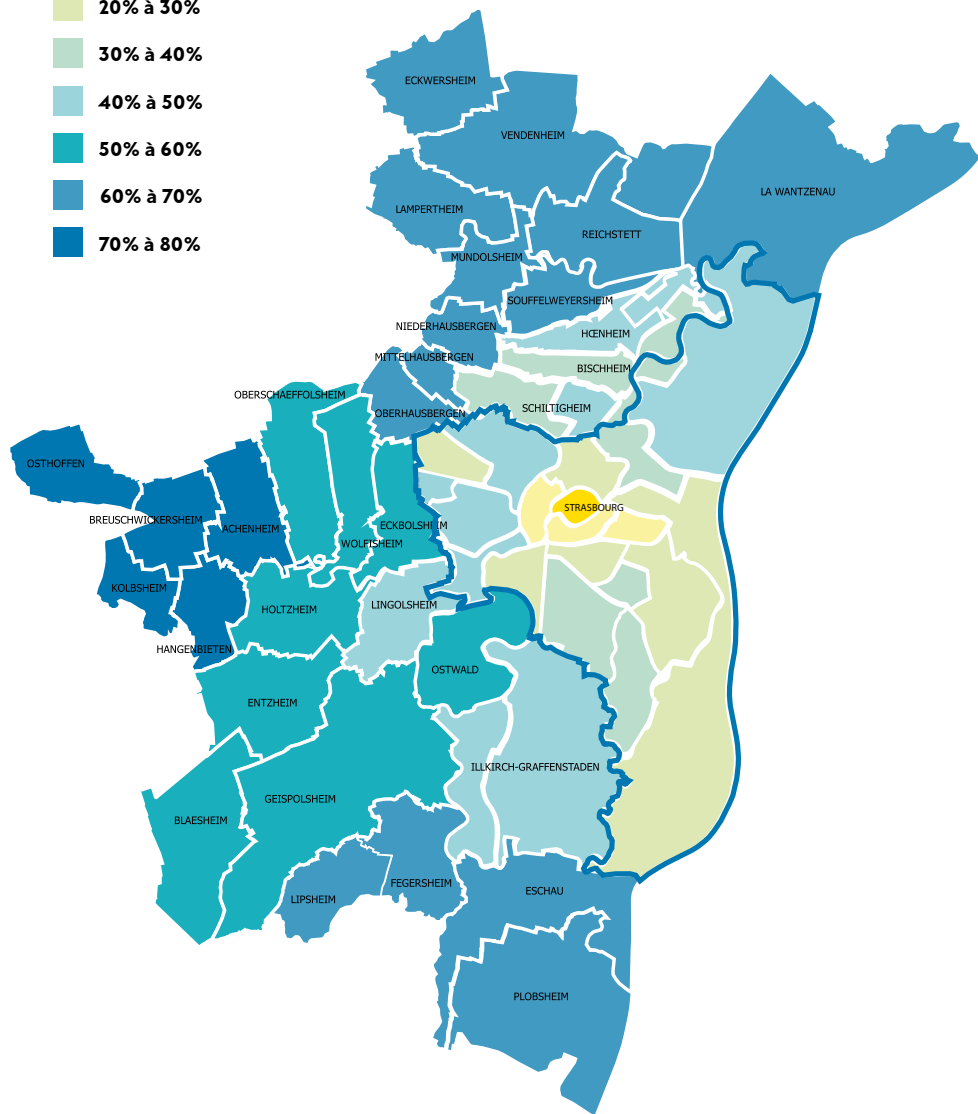 20% à 30%
30% à 40%
40% à 50%
50% à 60%
60% à 70%
70% à 80%
ECKWERSHEIM
VENDENHEIM
LA WANTZENAU
LAMPERTHEIM
REICHSTETT
MUNDOLSHEIM
SOUFFELWEYERSHEIM
NIEDERHAUSBERGEN
HŒNHEIM
MITTELHAUSBERGEN
BISCHHEIM
OBERSCHAEFFOLSHEIM
SCHILTIGHEIM
OBERHAUSBERGEN
OSTHOFFEN
STRASBOURG
BREUSCHWICKERSHEIM
ACHENHEIM
ECKBOLSHEIM
WOLFISHEIM
KOLBSHEIM
HOLTZHEIM
LINGOLSHEIM
HANGENBIETEN
OSTWALD
ENTZHEIM
ILLKIRCH-GRAFFENSTADEN
GEISPOLSHEIM
BLAESHEIM
FEGERSHEIM
ESCHAU
LIPSHEIM
PLOBSHEIM